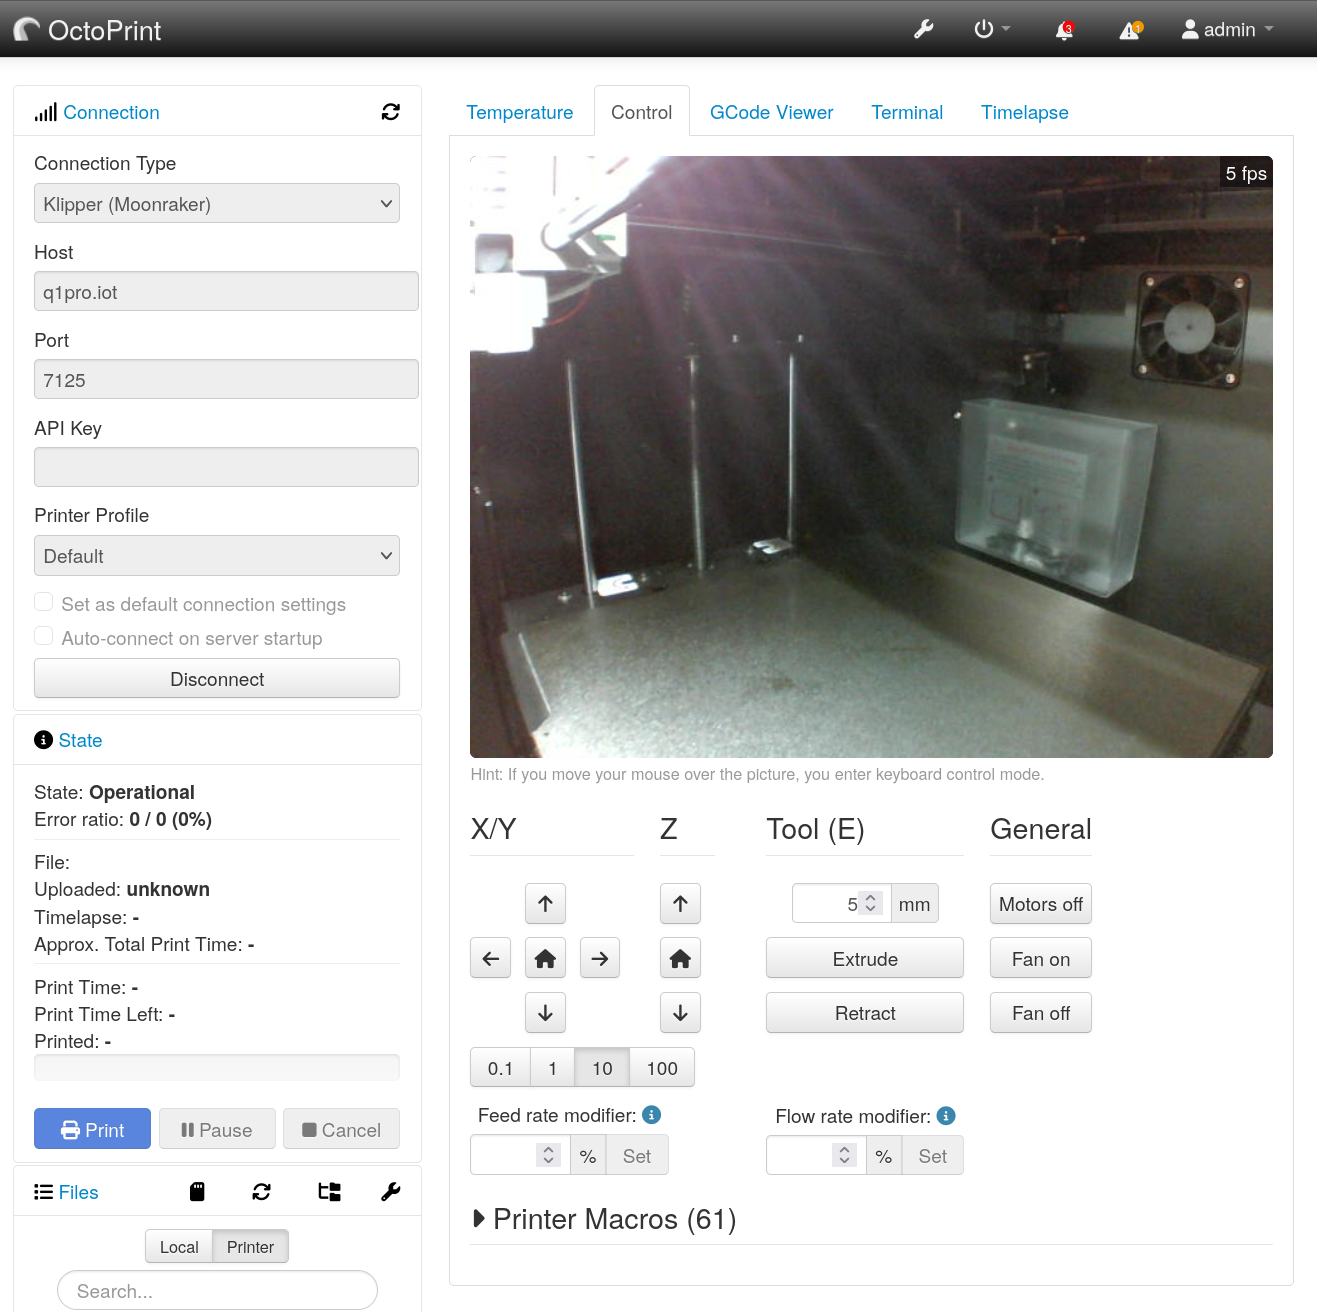 OctoPrint
3
1
admin
Connection
Connection Type
Klipper (Moonraker)
Host
q1pro.iot
Port
7125
API Key
Printer Profile
Default
Set as default connection settings
Auto-connect on server startup
Disconnect
State
State: Operational
Error ratio: 0 / 0 (0%)
File:
Uploaded: unknown
Timelapse: -
Approx. Total Print Time: -
Print Time: -
Print Time Left: -
Printed: -
Print Pause Cancel
Files
Local Printer
Search...
Temperature Control GCode Viewer Terminal Timelapse
5 fps
Hint: If you move your mouse over the picture, you enter keyboard control mode.
X/Y Z Tool (E) General
5 mm Motors off
Extrude Fan on
Retract Fan off
0.1 1 10 100
Feed rate modifier: Flow rate modifier:
% Set % Set
Printer Macros (61)